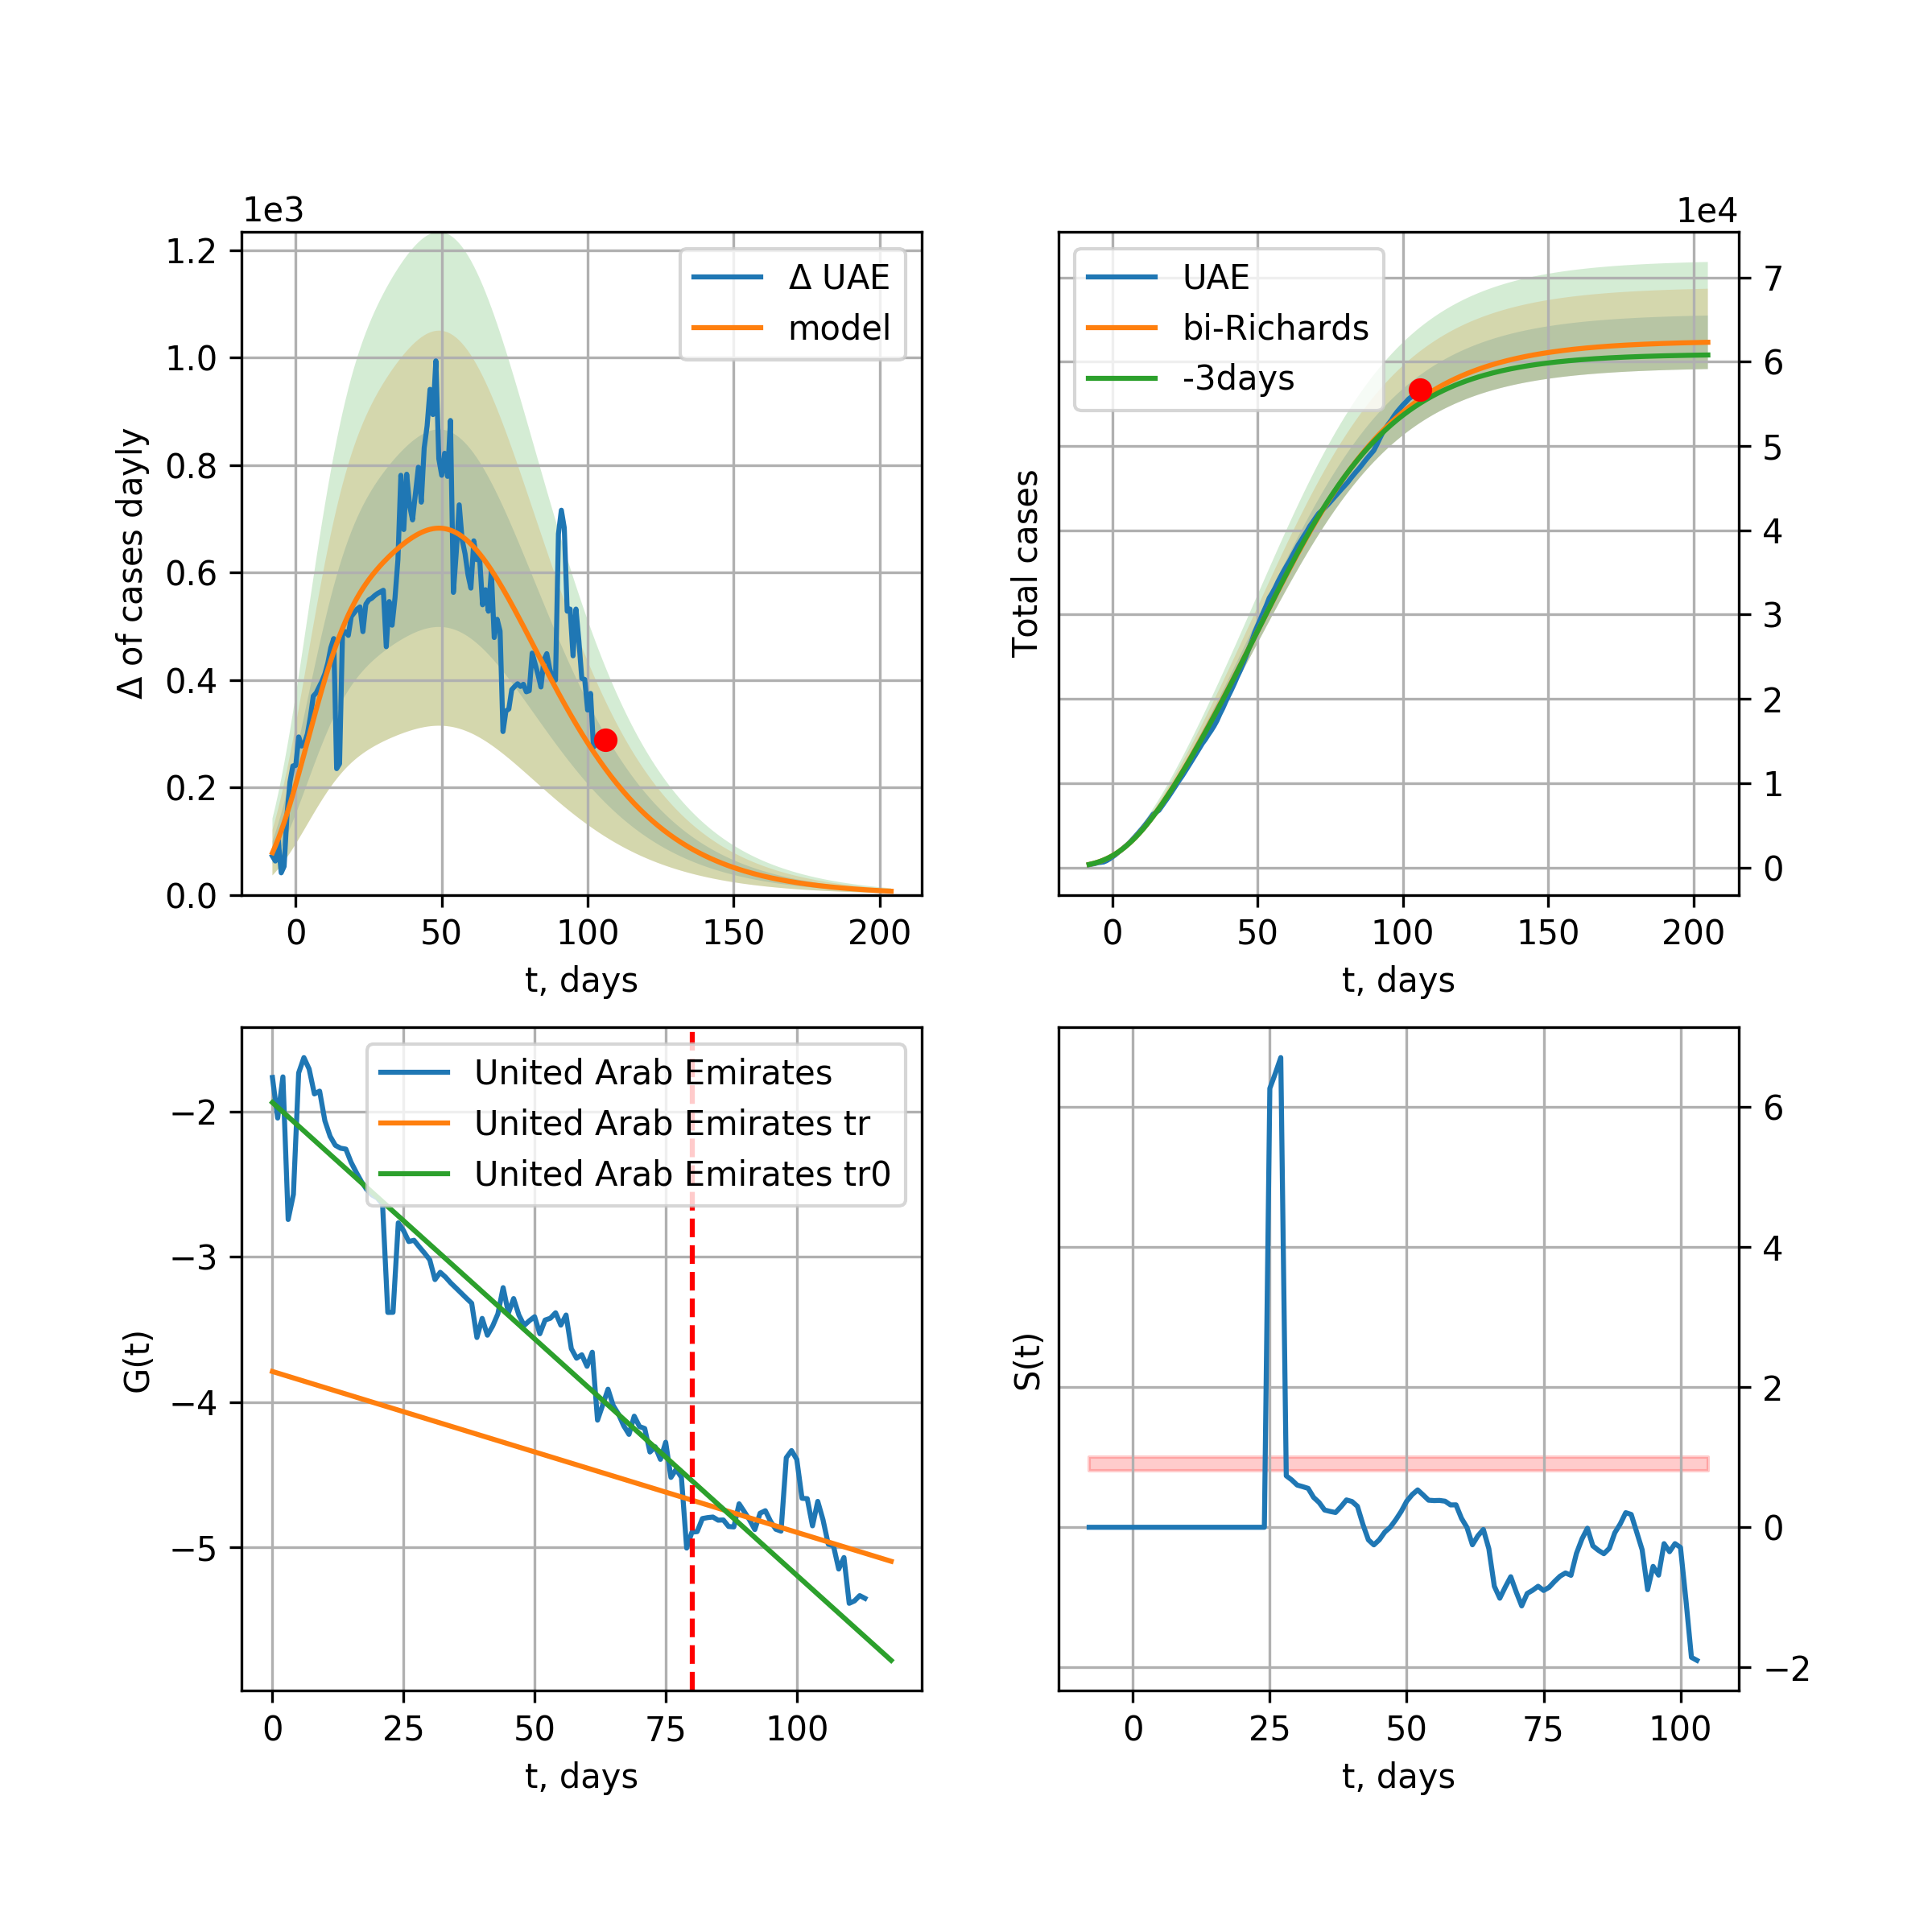 1e3
1.2
1.0
0.8
0.6
0.4
0.2
0.0
Δ of cases dayly
Δ UAE
model
0 50 100 150 200
t, days
1e4
UAE
bi-Richards
-3days
Total cases
7
6
5
4
3
2
1
0
0 50 100 150 200
t, days
−2
−3
−4
−5
G(t)
United Arab Emirates
United Arab Emirates tr
United Arab Emirates tr0
0 25 50 75 100
t, days
S(t)
6
4
2
0
−2
0 25 50 75 100
t, days